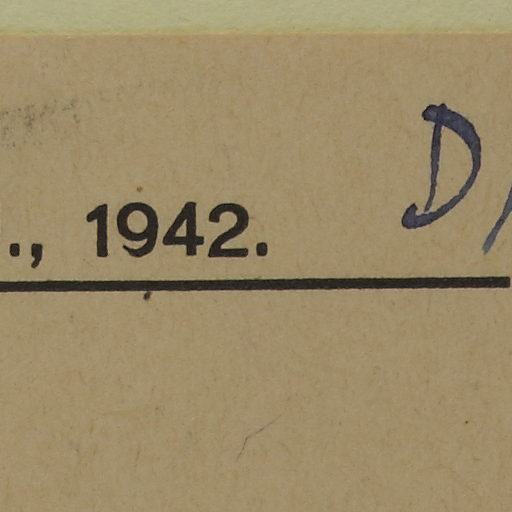 ., 1942. D